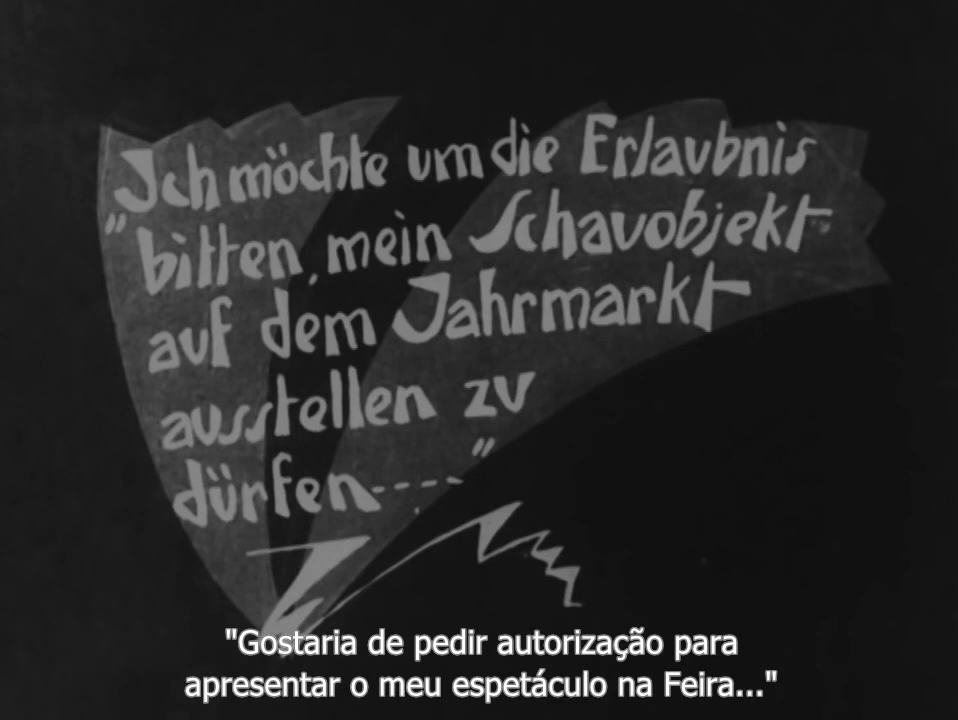 „Ich möchte um die Erlaubnis
bitten, mein Schauobjekt
auf dem Jahrmarkt
ausstellen zu
dürfen-----"
"Gostaria de pedir autorização para
apresentar o meu espetáculo na Feira..."